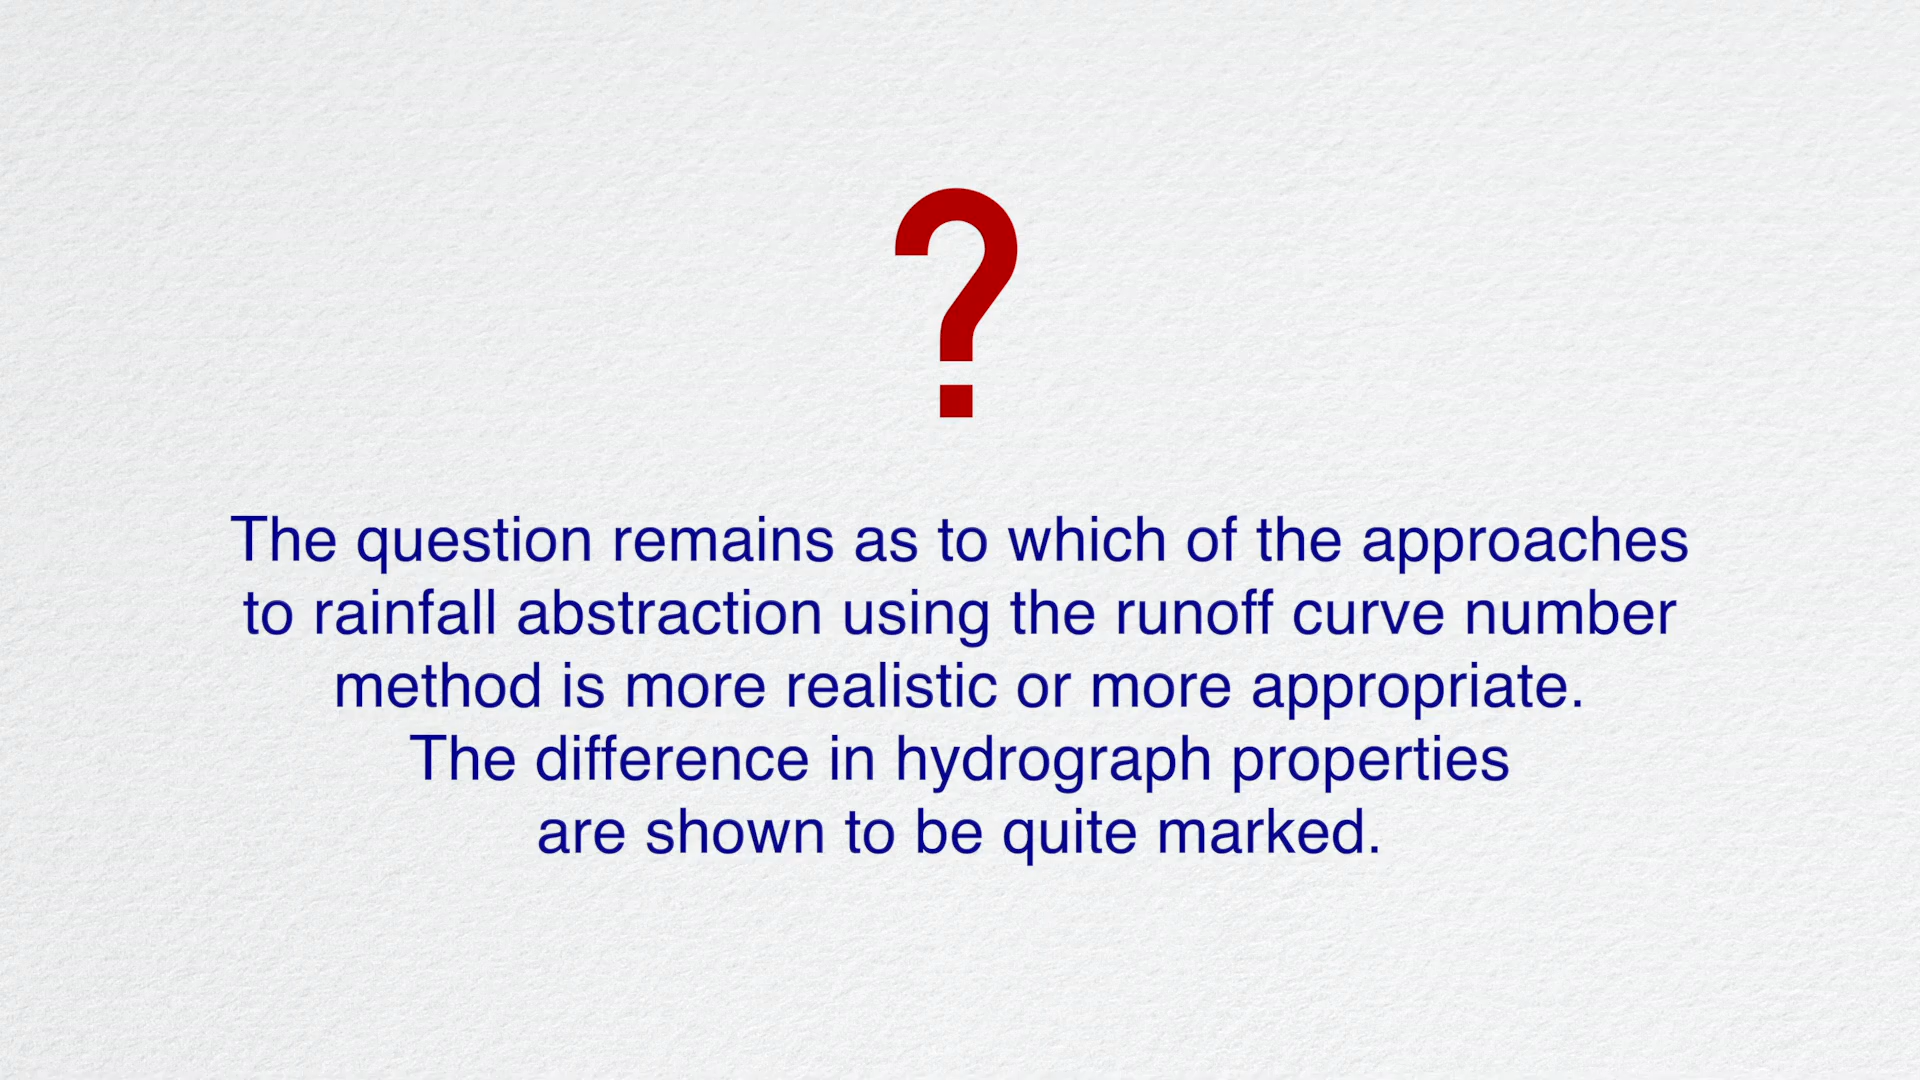 ?
The question remains as to which of the approaches
to rainfall abstraction using the runoff curve number
method is more realistic or more appropriate.
The difference in hydrograph properties
are shown to be quite marked.